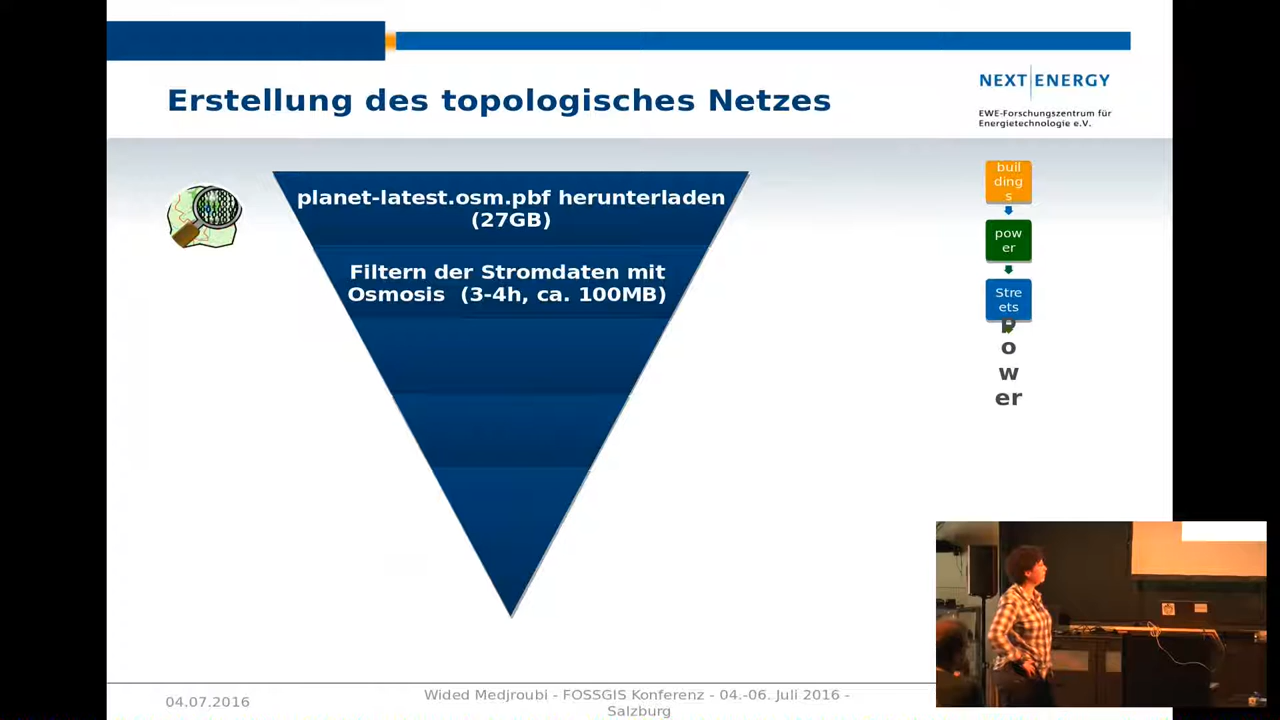 NEXT ENERGY
EWE-Forschungszentrum für
Energietechnologie e.V.
Erstellung des topologisches Netzes
planet-latest.osm.pbf herunterladen
(27GB)
Filtern der Stromdaten mit
Osmosis (3-4h, ca. 100MB)
buil
ding
s
pow
er
Stre
ets
p
o
w
er
04.07.2016
Wided Medjroubi - FOSSGIS Konferenz - 04.-06. Juli 2016 -
Salzburg